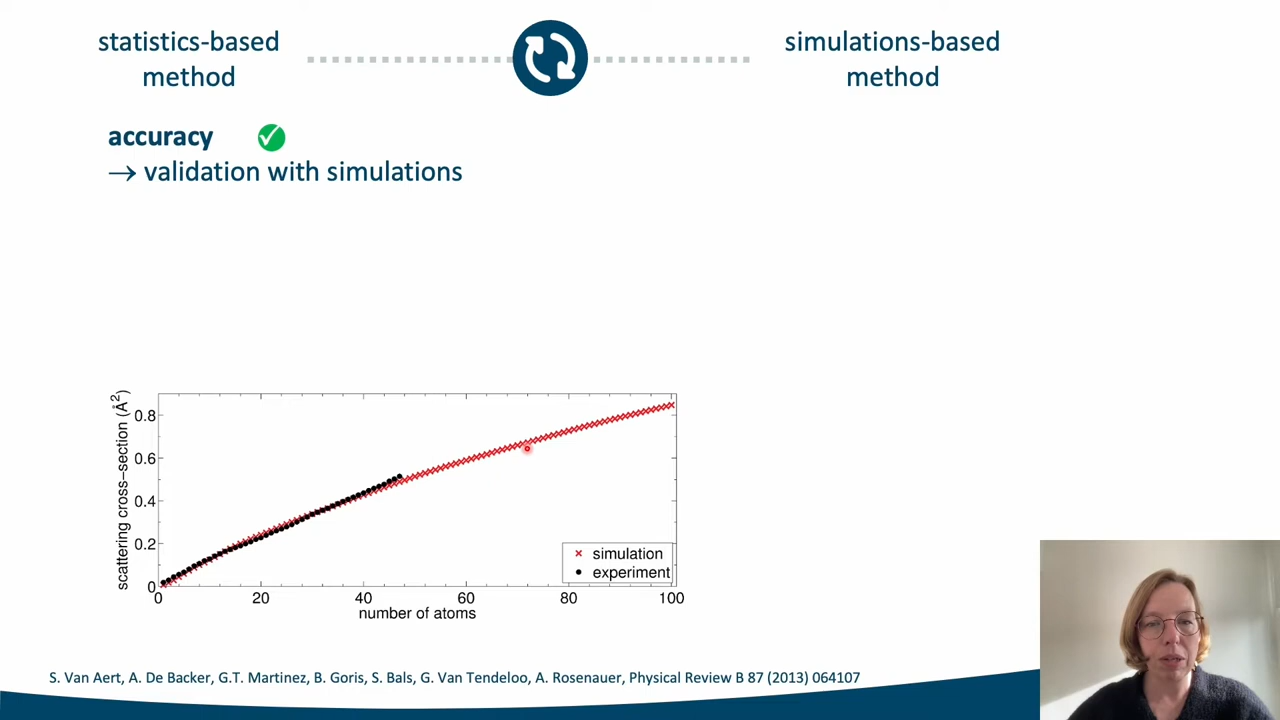 statistics-based
method
simulations-based
method
accuracy
→ validation with simulations
scattering cross-section (Å²)
0.8
0.6
0.4
0.2
0
0 20 40 60 80 100
number of atoms
simulation
experiment
S. Van Aert, A. De Backer, G.T. Martinez, B. Goris, S. Bals, G. Van Tendeloo, A. Rosenauer, Physical Review B 87 (2013) 064107